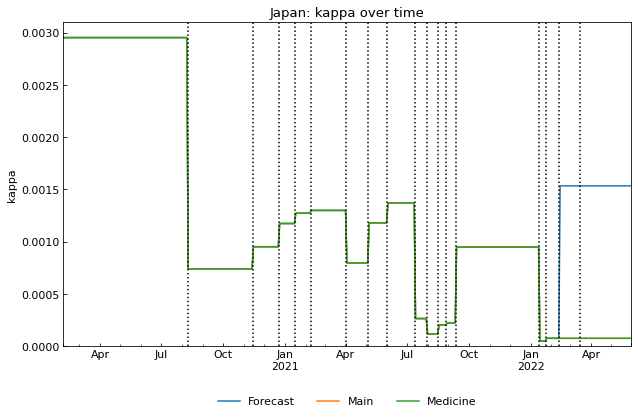 Japan: kappa over time
kappa
0.0030
0.0025
0.0020
0.0015
0.0010
0.0005
0.0000
Apr Jul Oct Jan Apr Jul Oct Jan Apr
2021 2022
Forecast Main Medicine